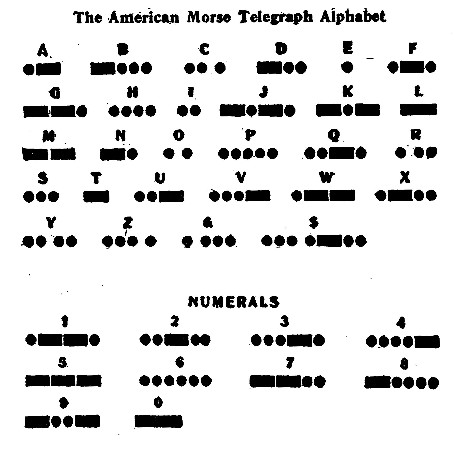 The American Morse Telegraph Alphabet
A B C D E F
G H I J K L
M N O P Q R
S T U V W X
Y Z & $
NUMERALS
1 2 3 4
5 6 7 8
9 0